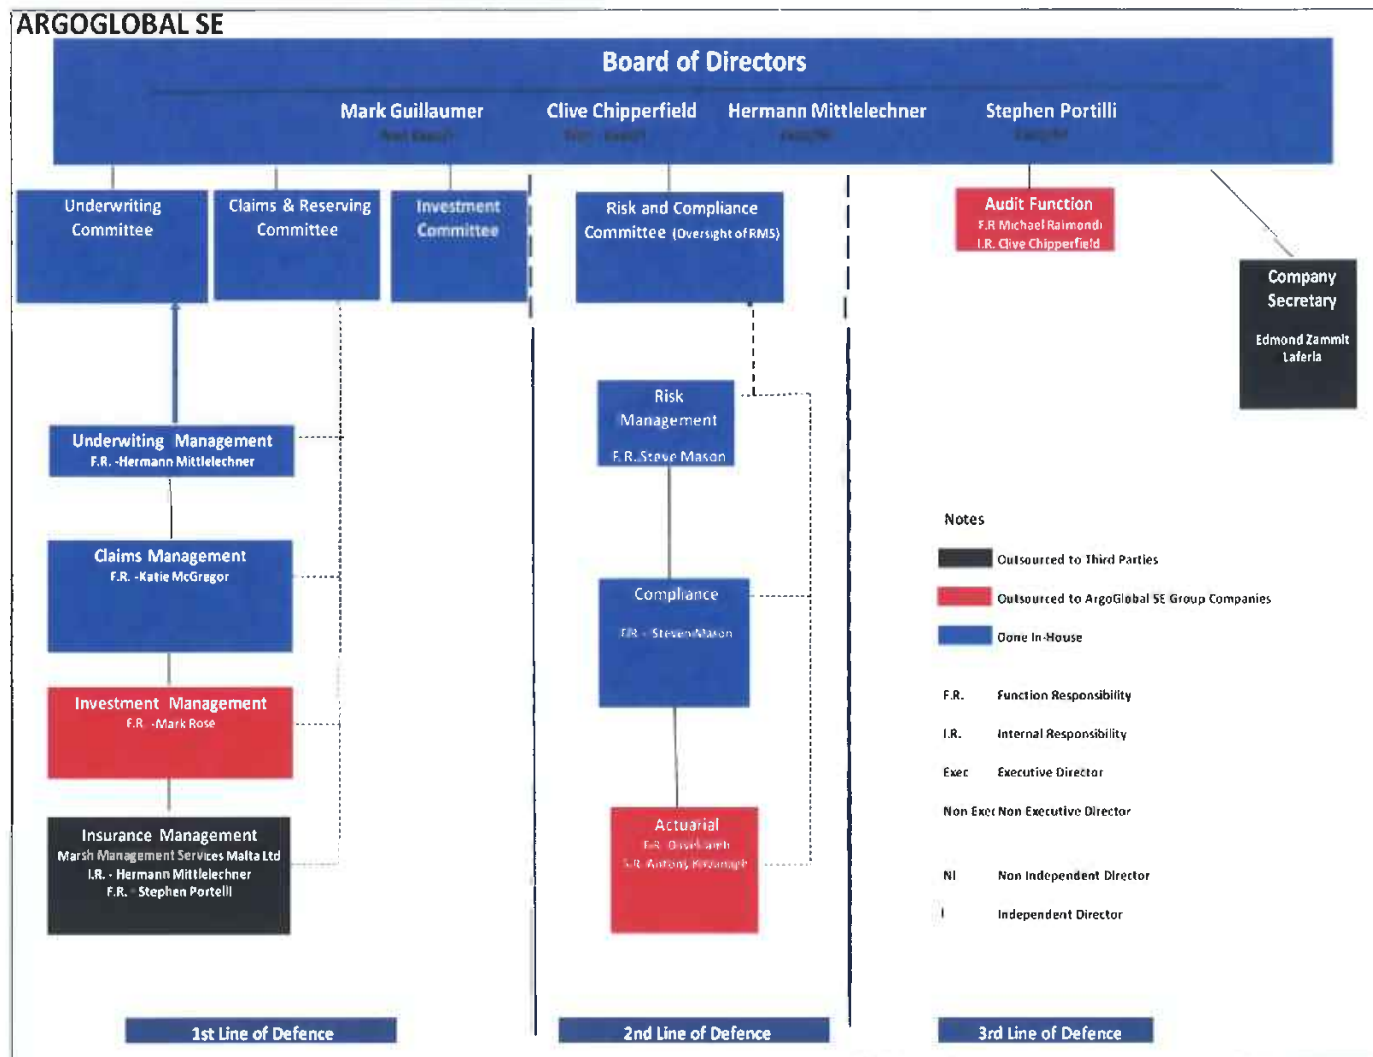 ARGOGLOBAL SE
Board of Directors
Mark Guillaumer
Clive Chipperfield
Hermann Mittlelechner
Stephen Portilli
Underwriting
Committee
Claims & Reserving
Committee
Investment
Committee
Risk and Compliance
Committee (Oversight of RMS)
Audit Function
F.R Michael Raimondi
I.R. Clive Chipperfield
Company
Secretary
Edmond Zammit
Laferla
Underwiting Management
F.R. -Hermann Mittlelechner
Claims Management
F.R. -Katie McGregor
Investment Management
F.R. -Mark Rose
Insurance Management
Marsh Management Services Malta Ltd
I.R. - Hermann Mittlelechner
F.R. - Stephen Portelli
Risk
Management
F.R. Steve Mason
Compliance
F.R. - Steven Mason
Actuarial
F.R.
Antony Kavanagh
Notes
Outsourced to Third Parties
Outsourced to ArgoGlobal SE Group Companies
Done In-House
F.R. Function Responsibility
I.R. Internal Responsibility
Exec Executive Director
Non Exec Non Executive Director
NI Non Independent Director
I Independent Director
1st Line of Defence
2nd Line of Defence
3rd Line of Defence